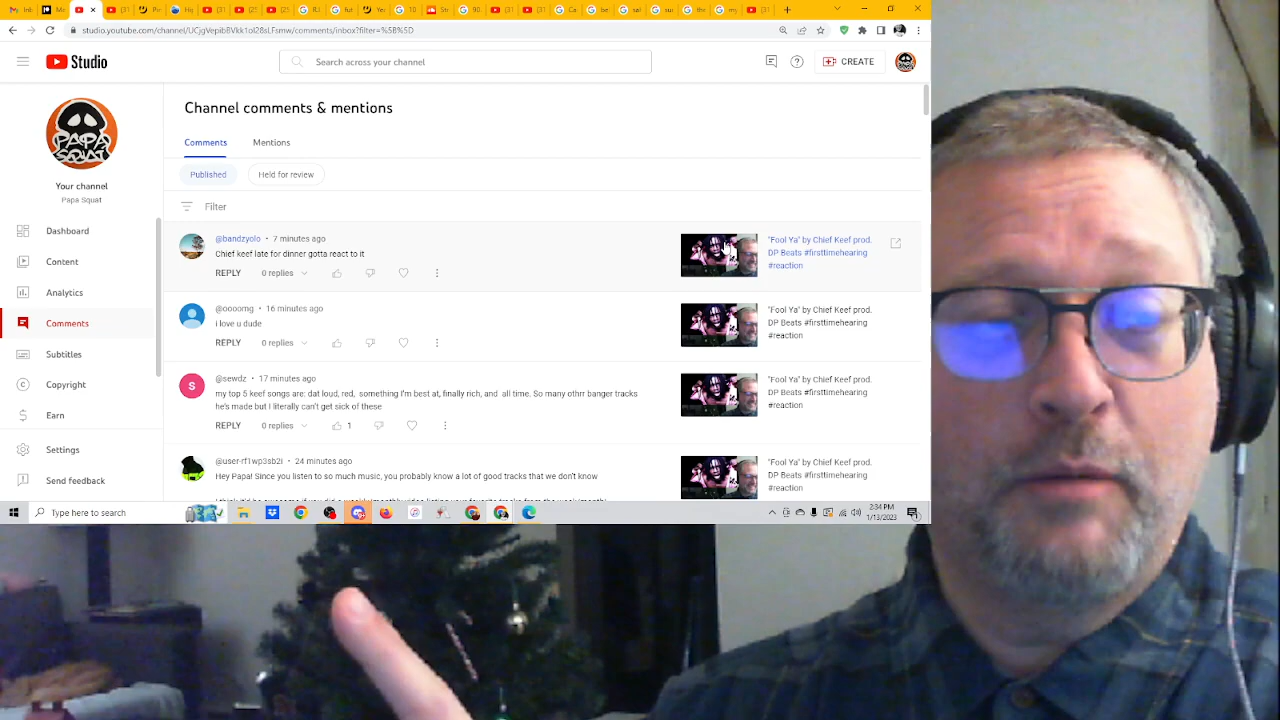 studio.youtube.com/channel/UCjgVepibBVkk1ol28sLFsmw/comments/inbox?filter=%5B%5D
Studio
Search across your channel
CREATE
PAPA
SQUAT
Your channel
Papa Squat
Dashboard
Content
Analytics
Comments
Subtitles
Copyright
Earn
Settings
Send feedback
Channel comments & mentions
Comments
Mentions
Published
Held for review
Filter
@bandzyolo • 7 minutes ago
Chief keef late for dinner gotta react to it
REPLY 0 replies
"Fool Ya" by Chief Keef prod.
DP Beats #firsttimehearing
#reaction
@oooomg • 16 minutes ago
i love u dude
REPLY 0 replies
"Fool Ya" by Chief Keef prod.
DP Beats #firsttimehearing
#reaction
S
@sewdz • 17 minutes ago
my top 5 keef songs are: dat loud, red, something I'm best at, finally rich, and all time. So many othrr banger tracks
he's made but I literally can't get sick of these
REPLY 0 replies 1
"Fool Ya" by Chief Keef prod.
DP Beats #firsttimehearing
#reaction
@user-rf1wp3sb2i • 24 minutes ago
Hey Papa! Since you listen to so much music, you probably know a lot of good tracks that we don't know
"Fool Ya" by Chief Keef prod.
DP Beats #firsttimehearing
#reaction
Type here to search
2:34 PM
1/13/2023